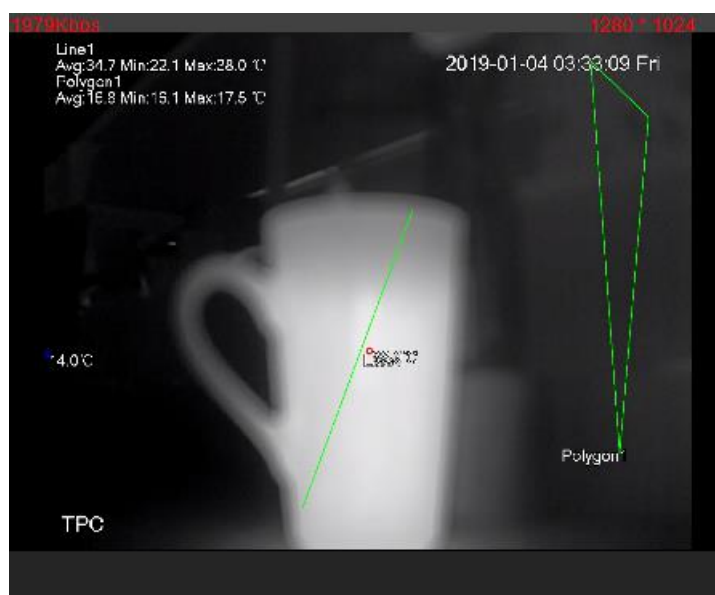 1979Kbps
1280 * 1024
Line1
Avg:34.7 Min:22.1 Max:38.0 ℃
Polygon1
Avg:16.8 Min:15.1 Max:17.5 ℃
2019-01-04 03:33:09 Fri
14.0℃
Polygon1
TPC